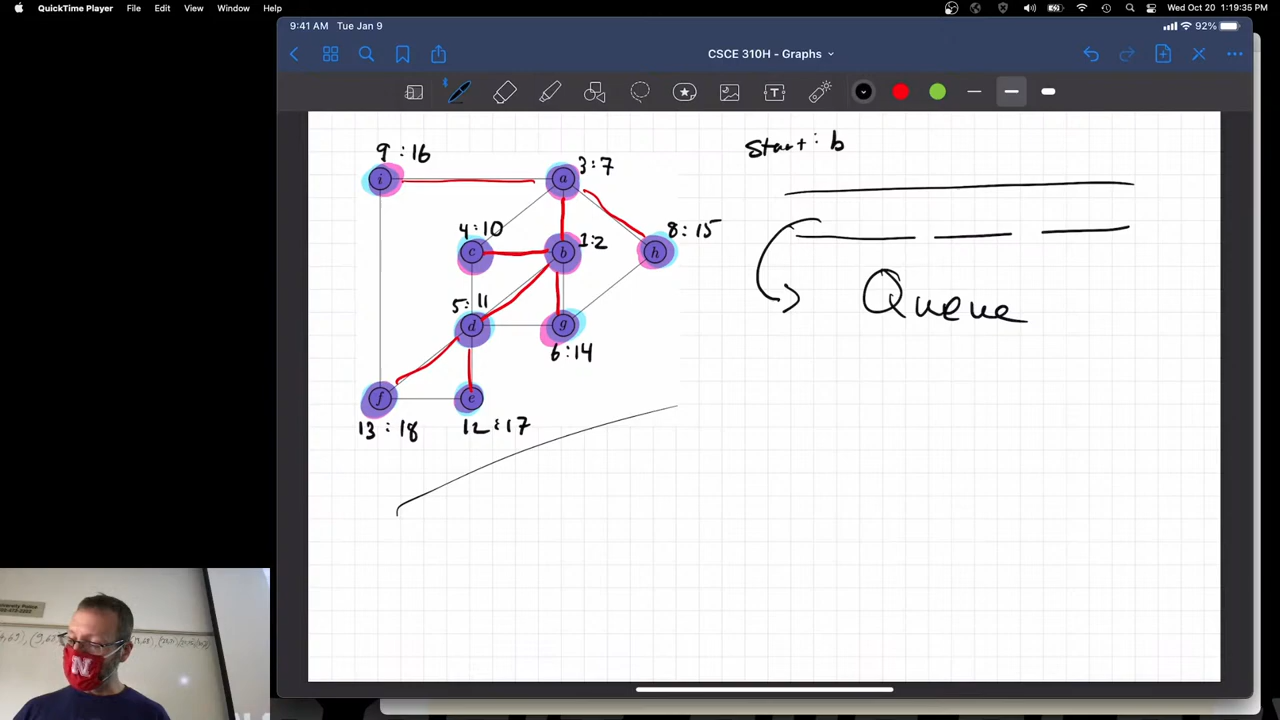 QuickTime Player File Edit View Window Help
Wed Oct 20 1:19:35 PM
9:41 AM Tue Jan 9
92%
CSCE 310H - Graphs
T
start: b
9:16
i
3:7
a
4:10
c
1:2
b
8:15
h
5:11
d
g
6:14
Queue
f
e
13:18
12:17
University Police
N